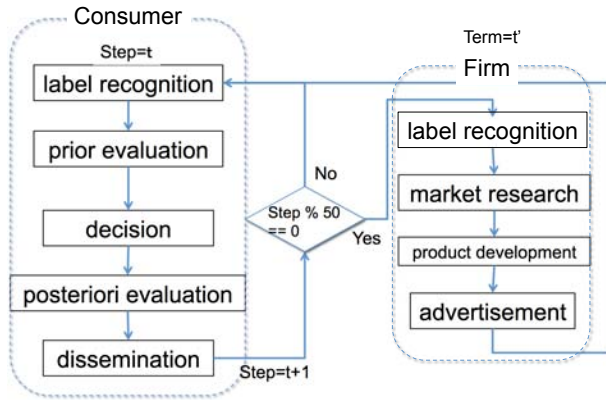 Consumer
Step=t
label recognition
prior evaluation
decision
posteriori evaluation
dissemination
Step=t+1
No
Step % 50
== 0
Yes
Term=t'
Firm
label recognition
market research
product development
advertisement